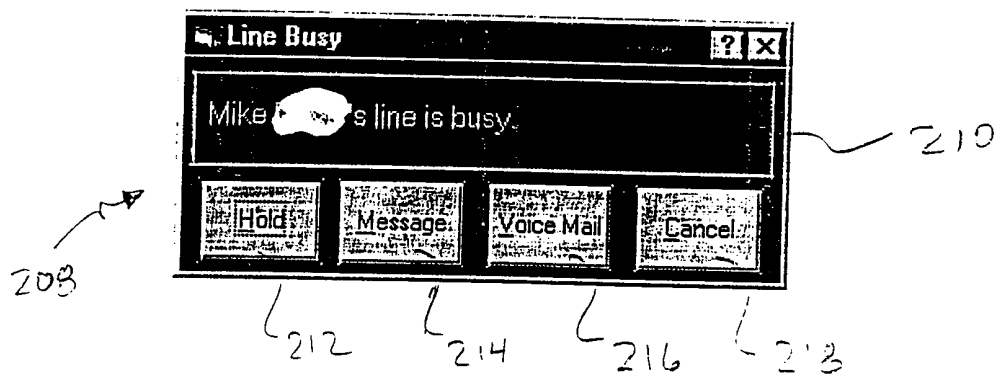 Line Busy ? X
Mike 's line is busy.
210
Hold Message Voice Mail Cancel
208
212 214 216 218